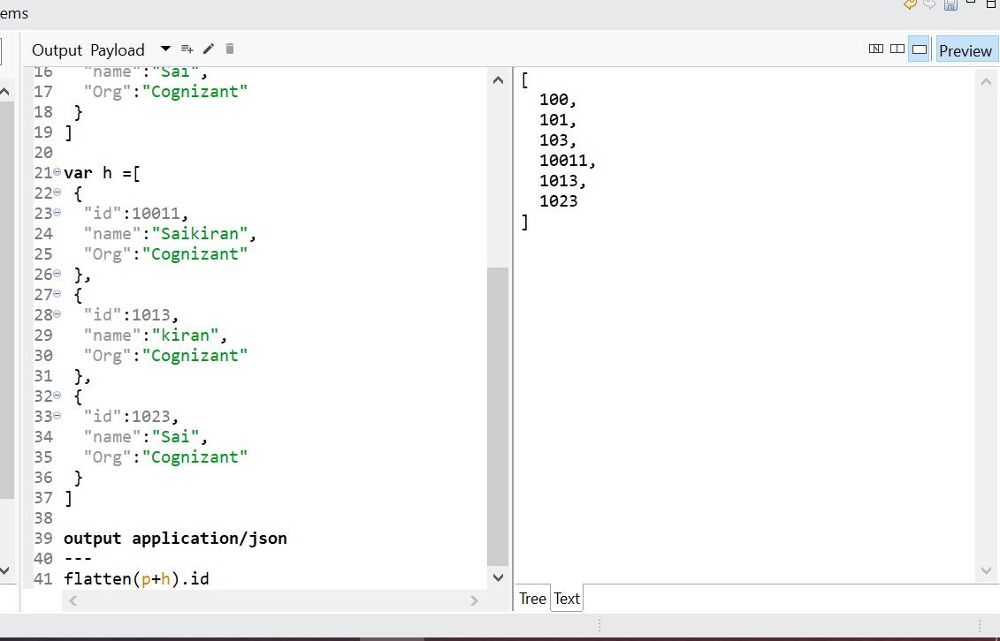 ems
Output Payload
Preview
16 "name":"Sai",
17 "Org":"Cognizant"
18 }
19 ]
20
21 var h =[
22 {
23 "id":10011,
24 "name":"Saikiran",
25 "Org":"Cognizant"
26 },
27 {
28 "id":1013,
29 "name":"kiran",
30 "Org":"Cognizant"
31 },
32 {
33 "id":1023,
34 "name":"Sai",
35 "Org":"Cognizant"
36 }
37 ]
38
39 output application/json
40 ---
41 flatten(p+h).id
[
100,
101,
103,
10011,
1013,
1023
]
Tree Text